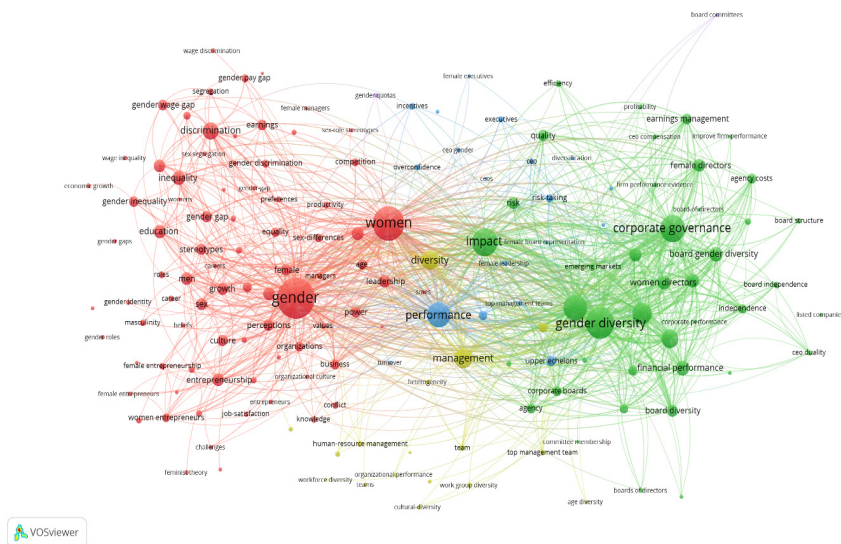 board committees
wage discrimination
gender pay gap
female executives
efficiency
segregation
genderquotas
gender wage gap
incentives
female managers
profitability
earnings
executives
earnings management
discrimination
sex-role stereotypes
quality
ceo compensation
improve firm performance
ceo gender
sex segregation
wage inequality
gender discrimination
competition
ceo
diversification
overconfidence
female directors
inequality
ceos
agency costs
economic growth
gender-gap
firm performance evidence
womens
preferences
risk-taking
gender inequality
productivity
risk
gender gap
board-of-directors
women
board structure
education
equality
corporate governance
sex-differences
impact
gender gaps
female board representation
stereotypes
diversity
board gender diversity
careers
female
age
female leadership
emerging markets
roles
men
managers
leadership
women directors
board independence
growth
roles
gender
gender identity
career
sex
top management teams
independence
power
performance
listed companie
masculinity
beliefs
perceptions
values
gender diversity
corporate performance
gender roles
culture
organizations
ceo duality
management
female entrepreneurship
business
turnover
upper echelons
financial performance
entrepreneurship
organizational culture
heterogeneity
female entrepreneurs
corporate boards
entrepreneurs
conflict
agency
board diversity
women entrepreneurs
job-satisfaction
knowledge
challenges
human-resource management
team
committee membership
top management team
feminist theory
organizational performance
workforce diversity
teams
work group diversity
boards of directors
cultural-diversity
age diversity
VOSviewer